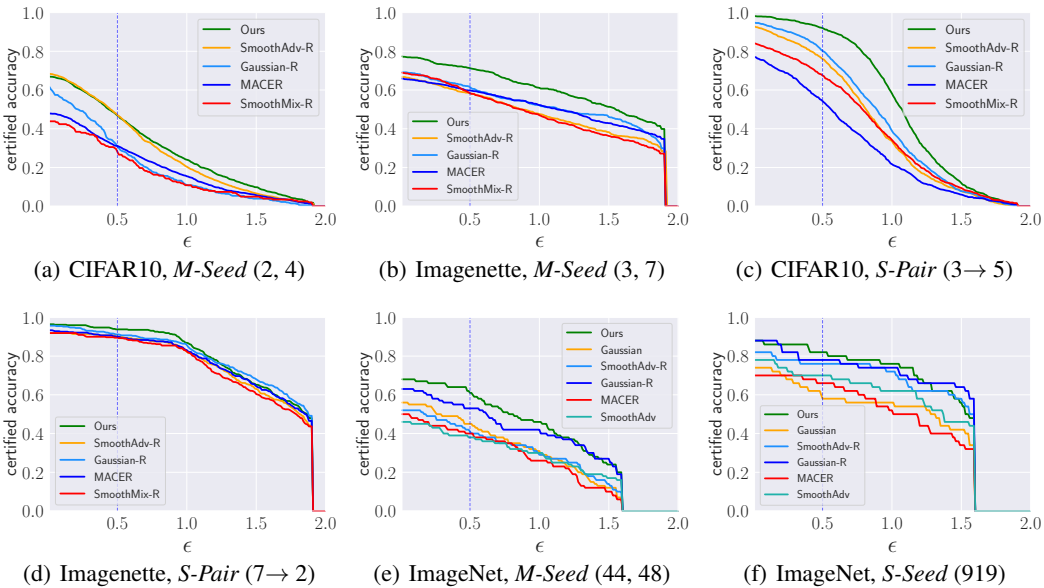 1.0
0.8
0.6
0.4
0.2
0.0
certified accuracy
Ours
SmoothAdv-R
Gaussian-R
MACER
SmoothMix-R
0.5
1.0
1.5
2.0
ϵ
(a) CIFAR10, M-Seed (2, 4)
1.0
0.8
0.6
0.4
0.2
0.0
certified accuracy
Ours
SmoothAdv-R
Gaussian-R
MACER
SmoothMix-R
0.5
1.0
1.5
2.0
ϵ
(b) Imagenette, M-Seed (3, 7)
1.0
0.8
0.6
0.4
0.2
0.0
certified accuracy
Ours
SmoothAdv-R
Gaussian-R
MACER
SmoothMix-R
0.5
1.0
1.5
2.0
ϵ
(c) CIFAR10, S-Pair (3→ 5)
1.0
0.8
0.6
0.4
0.2
0.0
certified accuracy
Ours
SmoothAdv-R
Gaussian-R
MACER
SmoothMix-R
0.5
1.0
1.5
2.0
ϵ
(d) Imagenette, S-Pair (7→ 2)
1.0
0.8
0.6
0.4
0.2
0.0
certified accuracy
Ours
Gaussian
SmoothAdv-R
Gaussian-R
MACER
SmoothAdv
0.5
1.0
1.5
2.0
ϵ
(e) ImageNet, M-Seed (44, 48)
1.0
0.8
0.6
0.4
0.2
0.0
certified accuracy
Ours
Gaussian
SmoothAdv-R
Gaussian-R
MACER
SmoothAdv
0.5
1.0
1.5
2.0
ϵ
(f) ImageNet, S-Seed (919)